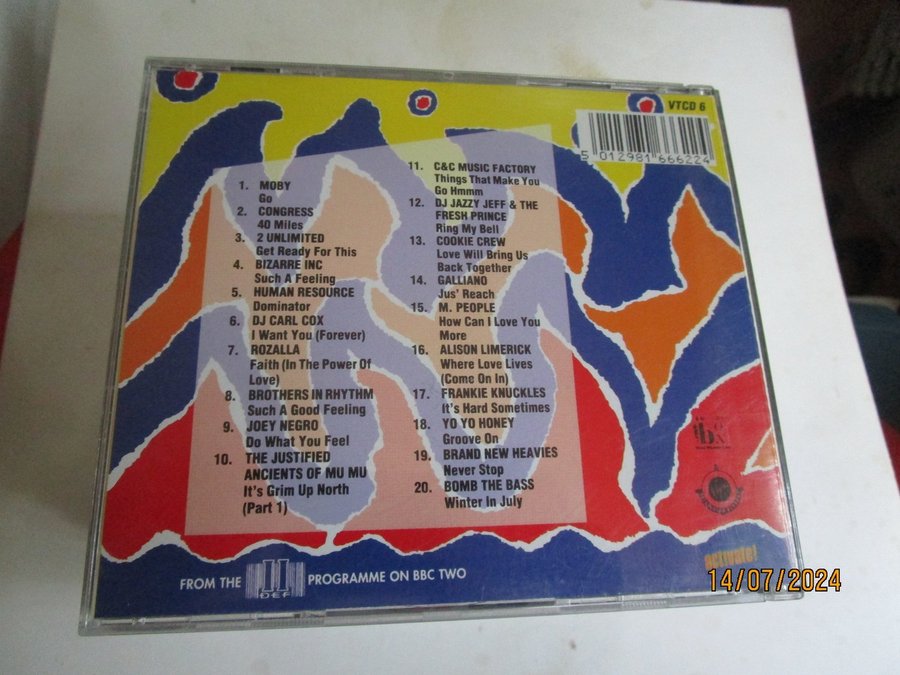 VTCD 6
5 012981 666224
1. MOBY
Go
2. CONGRESS
40 Miles
3. 2 UNLIMITED
Get Ready For This
4. BIZARRE INC
Such A Feeling
5. HUMAN RESOURCE
Dominator
6. DJ CARL COX
I Want You (Forever)
7. ROZALLA
Faith (In The Power Of
Love)
8. BROTHERS IN RHYTHM
Such A Good Feeling
9. JOEY NEGRO
Do What You Feel
10. THE JUSTIFIED
ANCIENTS OF MU MU
It's Grim Up North
(Part 1)
11. C&C MUSIC FACTORY
Things That Make You
Go Hmmm
12. DJ JAZZY JEFF & THE
FRESH PRINCE
Ring My Bell
13. COOKIE CREW
Love Will Bring Us
Back Together
14. GALLIANO
Jus' Reach
15. M. PEOPLE
How Can I Love You
More
16. ALISON LIMERICK
Where Love Lives
(Come On In)
17. FRANKIE KNUCKLES
It's Hard Sometimes
18. YO YO HONEY
Groove On
19. BRAND NEW HEAVIES
Never Stop
20. BOMB THE BASS
Winter In July
FROM THE DEF II PROGRAMME ON BBC TWO
activate!
14/07/2024